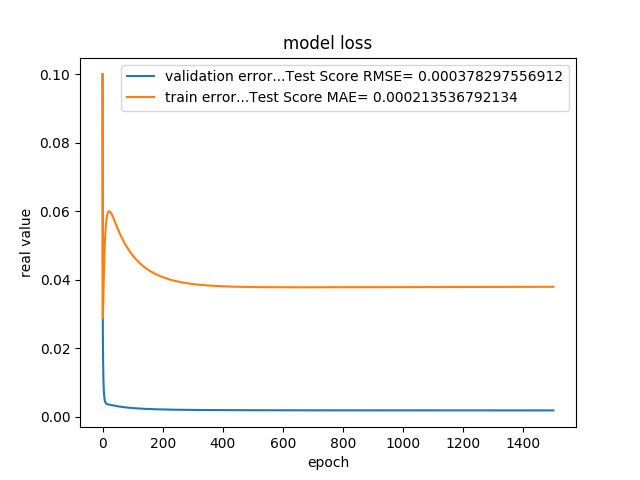 model loss
validation error...Test Score RMSE= 0.000378297556912
train error...Test Score MAE= 0.000213536792134
real value
0.10
0.08
0.06
0.04
0.02
0.00
0 200 400 600 800 1000 1200 1400
epoch